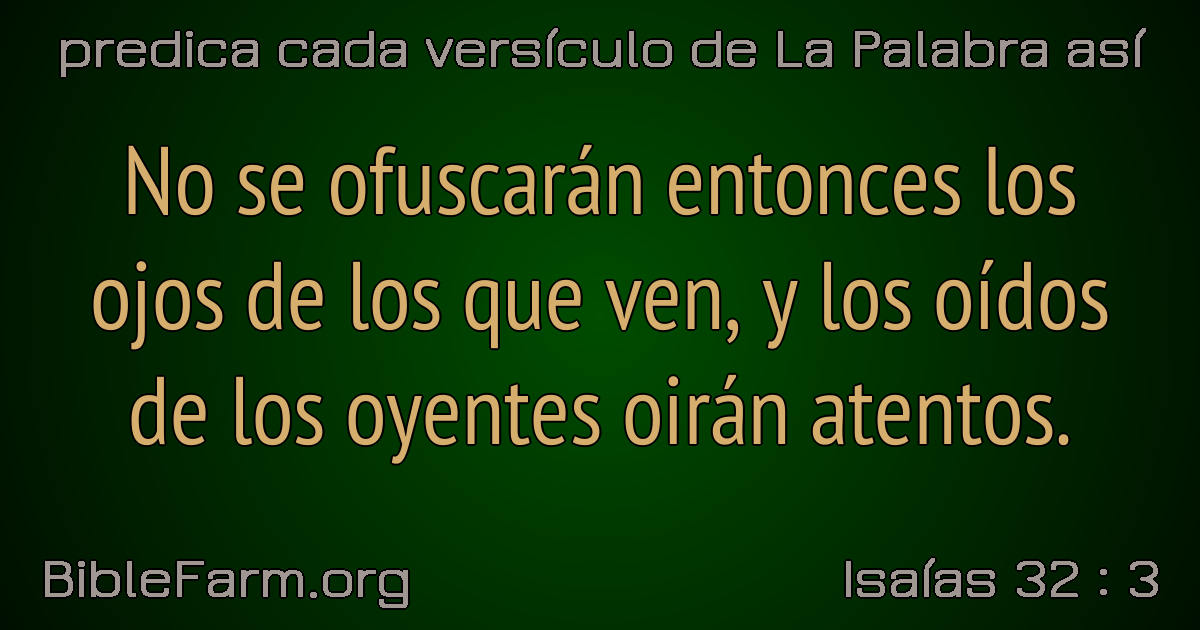 predica cada versículo de La Palabra así
No se ofuscarán entonces los
ojos de los que ven, y los oídos
de los oyentes oirán atentos.
BibleFarm.org
Isaías 32 : 3